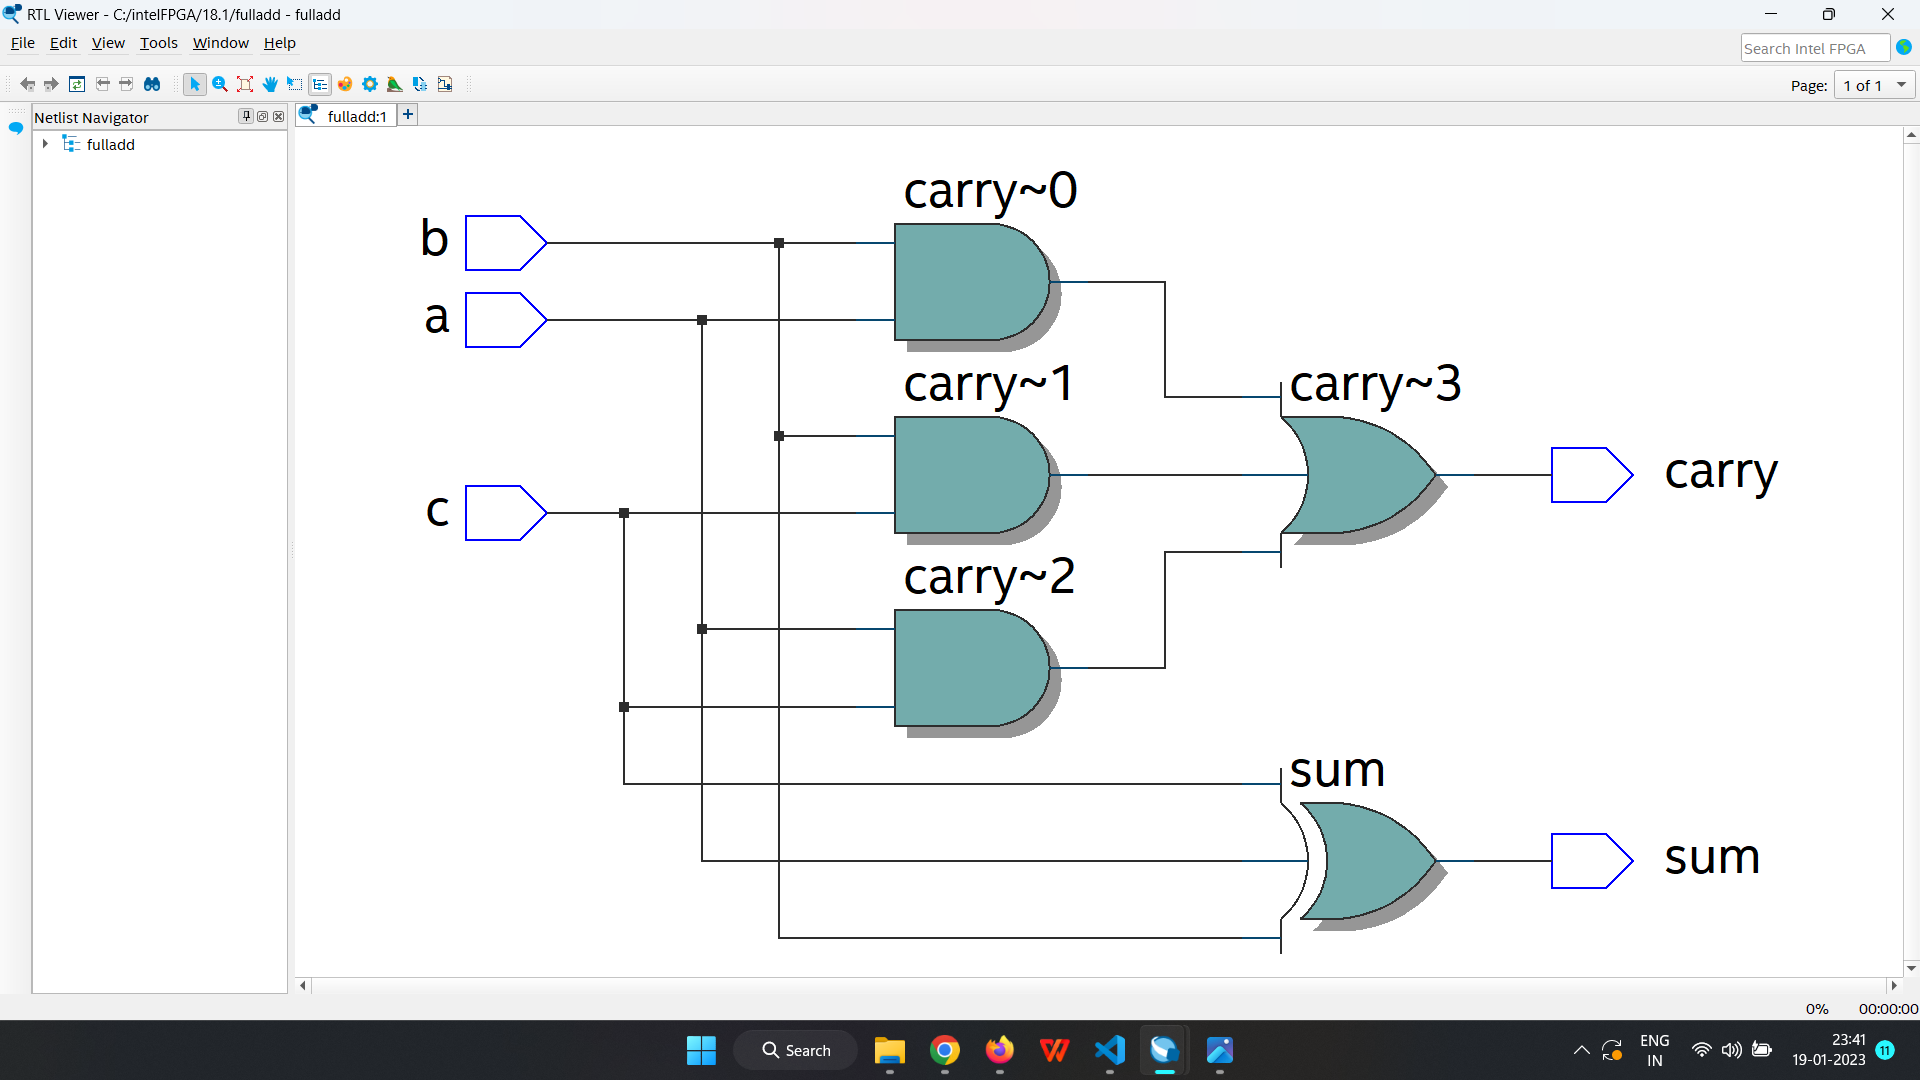 RTL Viewer - C:/intelFPGA/18.1/fulladd - fulladd
File Edit View Tools Window Help
Search Intel FPGA
Page: 1 of 1
Netlist Navigator
fulladd:1
fulladd
carry~0
b
a
carry~1
carry~3
carry
c
carry~2
sum
sum
0% 00:00:00
Search
ENG
IN
23:41
19-01-2023
11